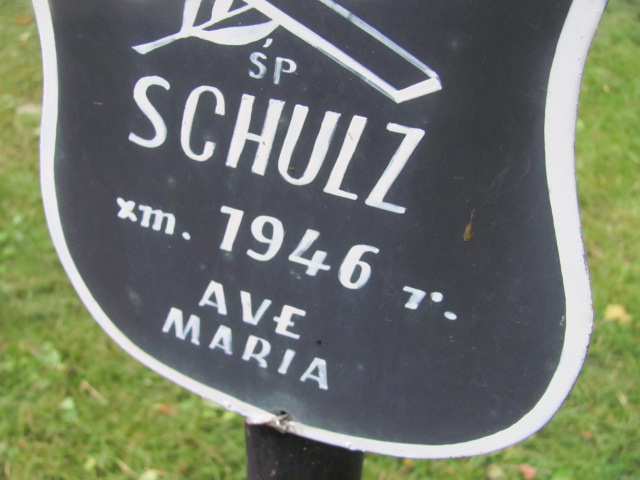 ŚP
SCHULZ
xm. 1946 r.
AVE
MARIA